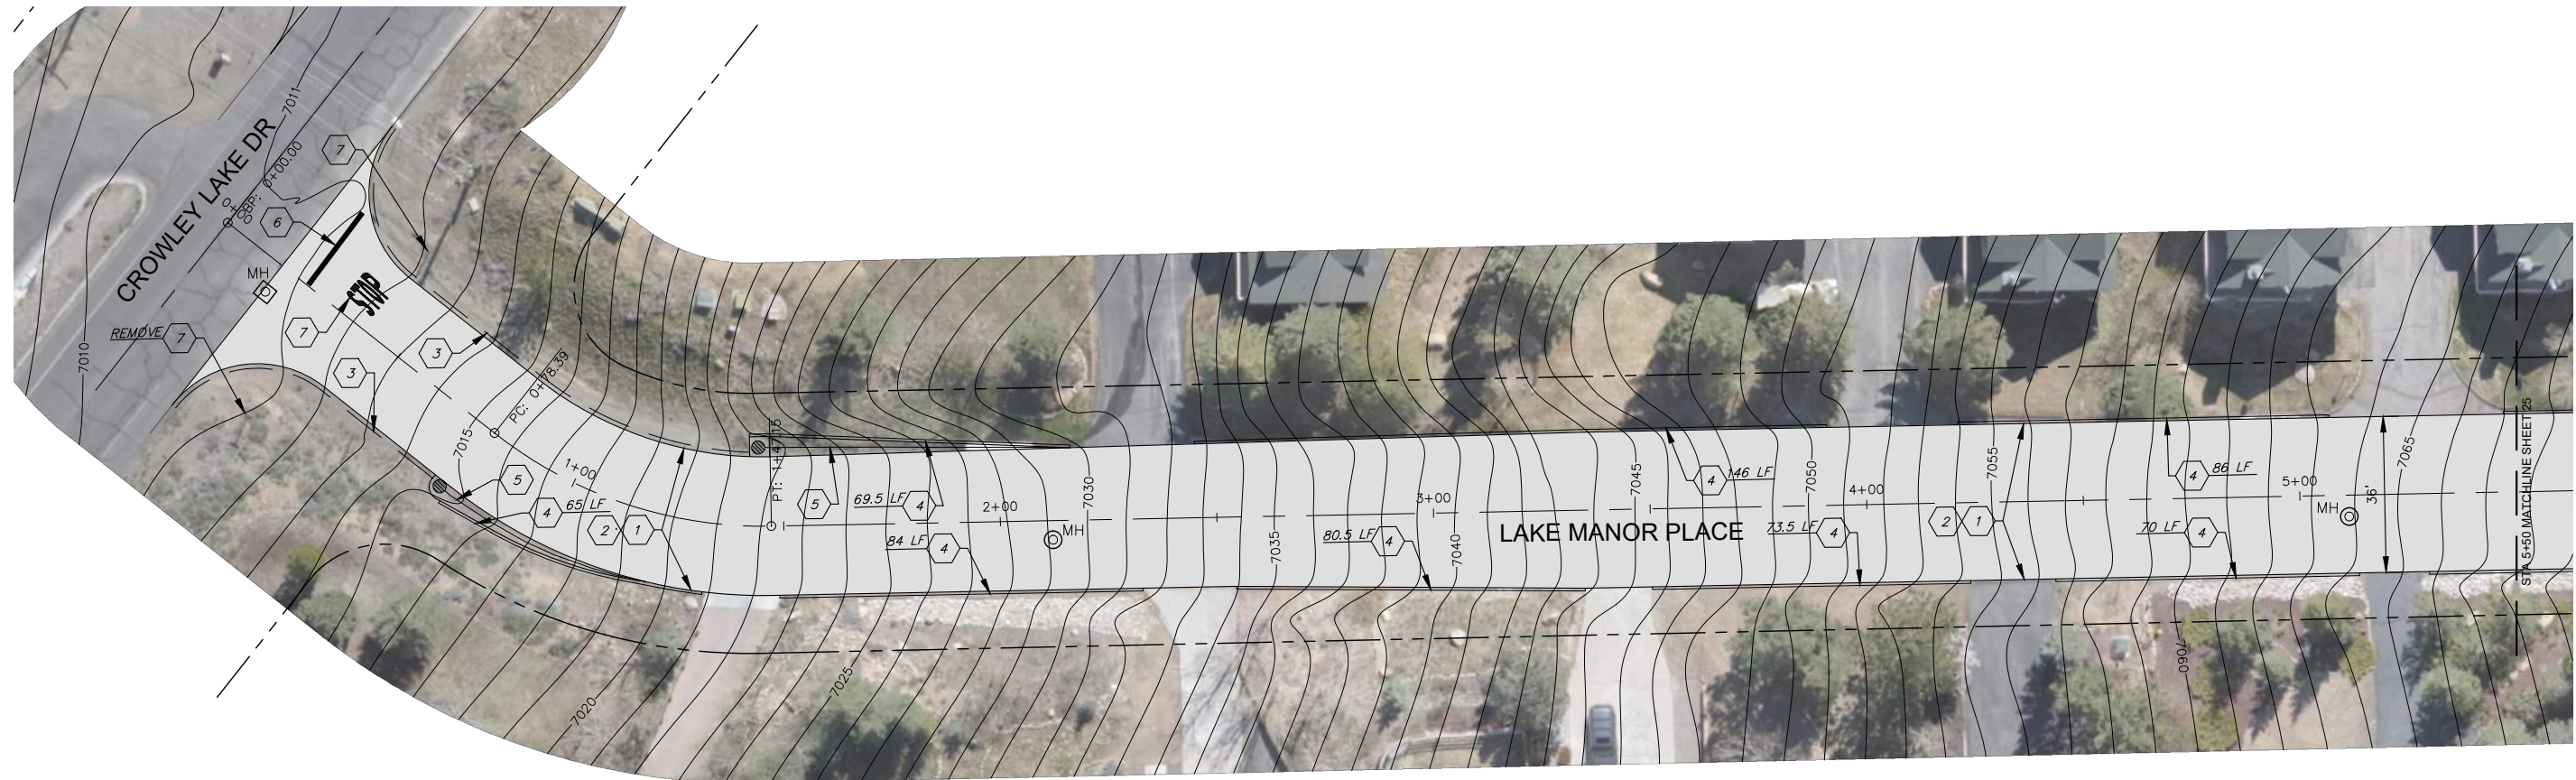 CROWLEY LAKE DR
7011
7
BP: 0+00.00
6
MH
STOP
REMOVE 7
7
3
3
7010
PC: 0+78.39
7015
1+00
5
4 65 LF
2 1
PT: 1+47.15
5
69.5 LF 4
84 LF 4
2+00
MH
7030
7020
7025
7035
80.5 LF 4
3+00
7040
LAKE MANOR PLACE
7045
4 146 LF
7050
73.5 LF 4
4+00
2 1
7055
4 86 LF
70 LF 4
5+00
MH
36'
7065
7060
STA 5+50 MATCHLINE SHEET 25